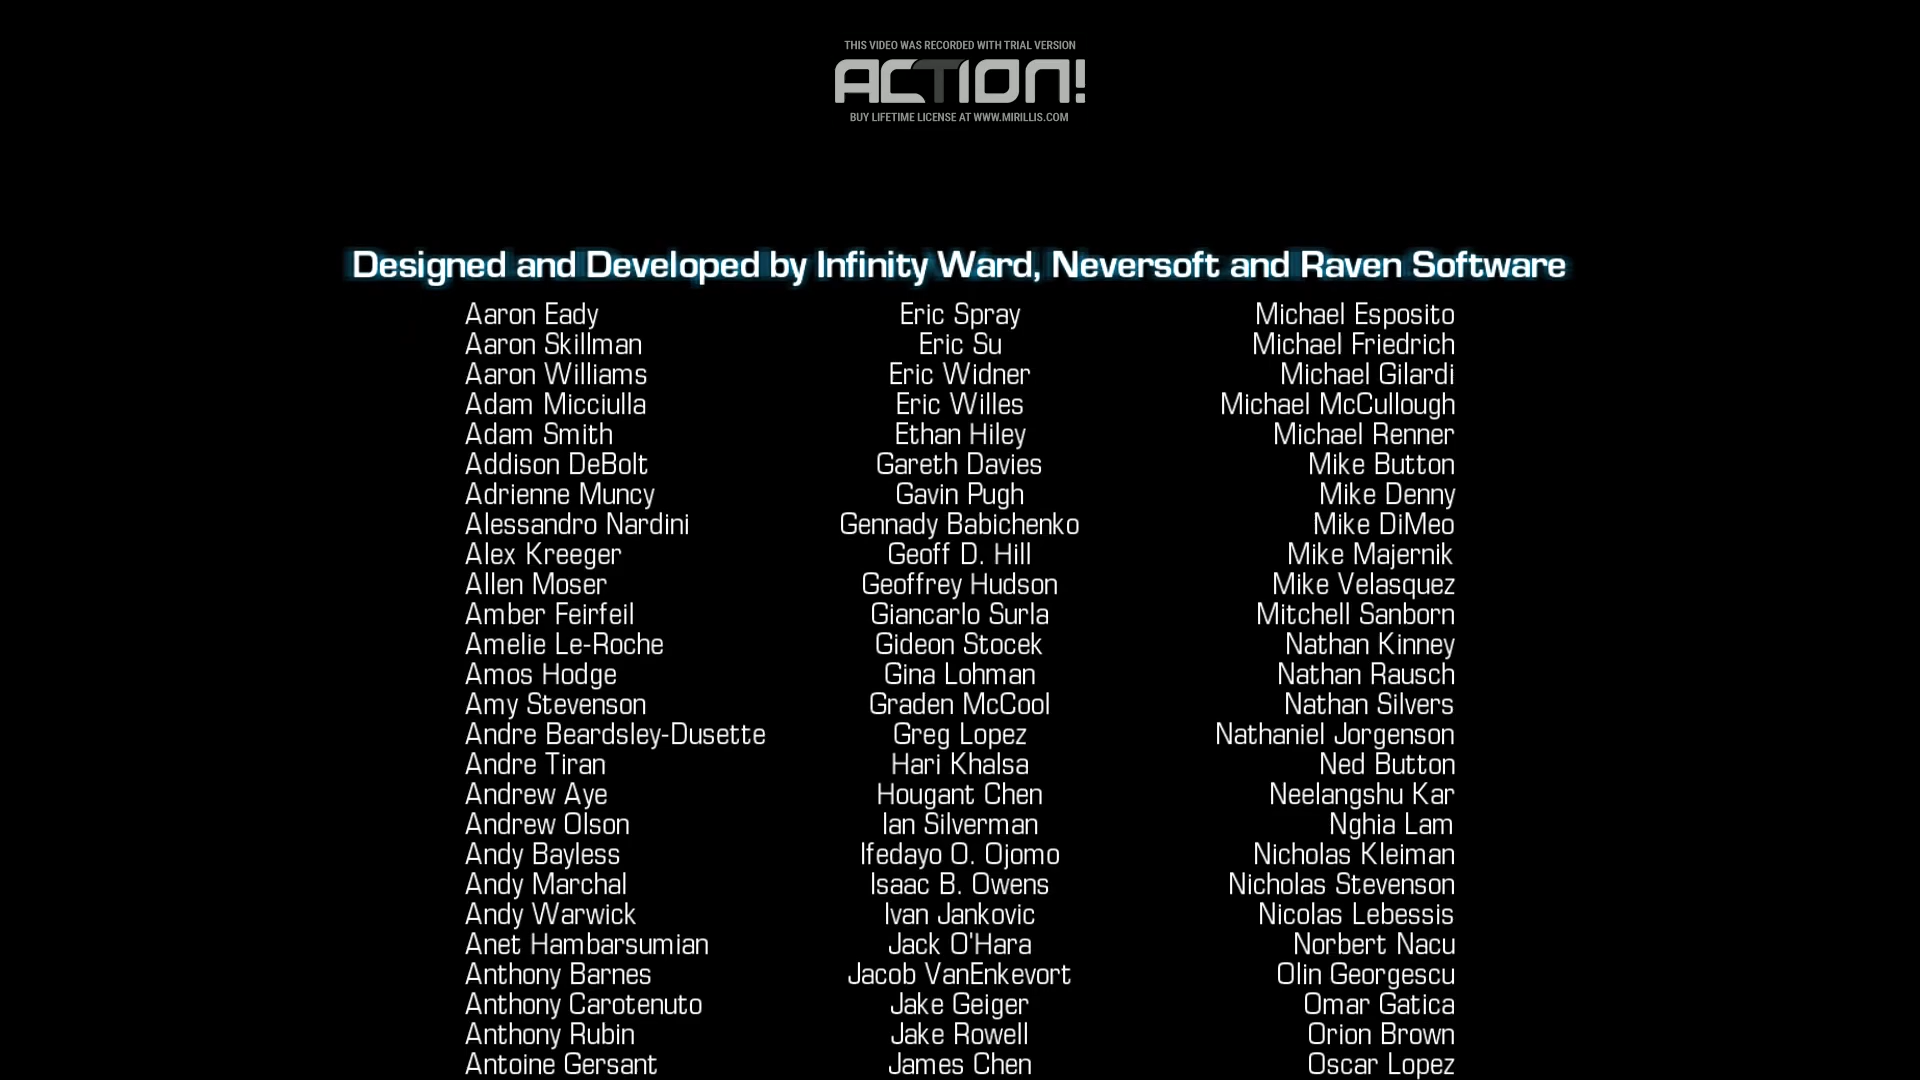 THIS VIDEO WAS RECORDED WITH TRIAL VERSION
ACTION!
BUY LIFETIME LICENSE AT WWW.MIRILLIS.COM
Designed and Developed by Infinity Ward, Neversoft and Raven Software
Aaron Eady Eric Spray Michael Esposito
Aaron Skillman Eric Su Michael Friedrich
Aaron Williams Eric Widner Michael Gilardi
Adam Micciulla Eric Willes Michael McCullough
Adam Smith Ethan Hiley Michael Renner
Addison DeBolt Gareth Davies Mike Button
Adrienne Muncy Gavin Pugh Mike Denny
Alessandro Nardini Gennady Babichenko Mike DiMeo
Alex Kreeger Geoff D. Hill Mike Majernik
Allen Moser Geoffrey Hudson Mike Velasquez
Amber Feirfeil Giancarlo Surla Mitchell Sanborn
Amelie Le-Roche Gideon Stocek Nathan Kinney
Amos Hodge Gina Lohman Nathan Rausch
Amy Stevenson Graden McCool Nathan Silvers
Andre Beardsley-Dusette Greg Lopez Nathaniel Jorgenson
Andre Tiran Hari Khalsa Ned Button
Andrew Aye Hougant Chen Neelangshu Kar
Andrew Olson Ian Silverman Nghia Lam
Andy Bayless Ifedayo O. Ojomo Nicholas Kleiman
Andy Marchal Isaac B. Owens Nicholas Stevenson
Andy Warwick Ivan Jankovic Nicolas Lebessis
Anet Hambarsumian Jack O'Hara Norbert Nacu
Anthony Barnes Jacob VanEnkevort Olin Georgescu
Anthony Carotenuto Jake Geiger Omar Gatica
Anthony Rubin Jake Rowell Orion Brown
Antoine Gersant James Chen Oscar Lopez